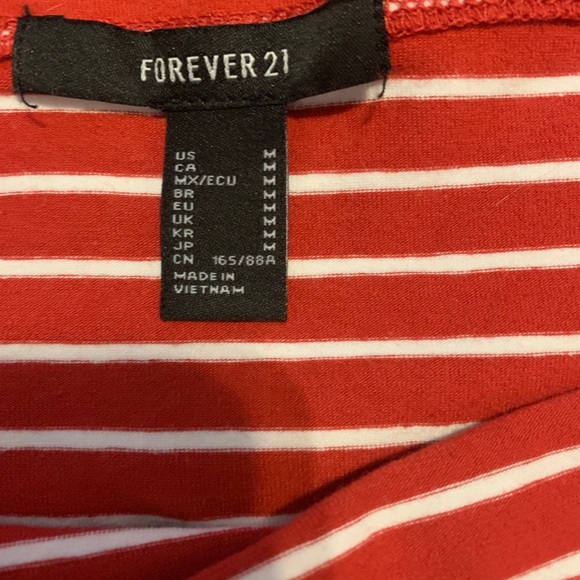 FOREVER 21
US M
CA M
MX/ECU M
BR M
EU M
UK M
KR M
JP M
CN 165/88A
MADE IN
VIETNAM